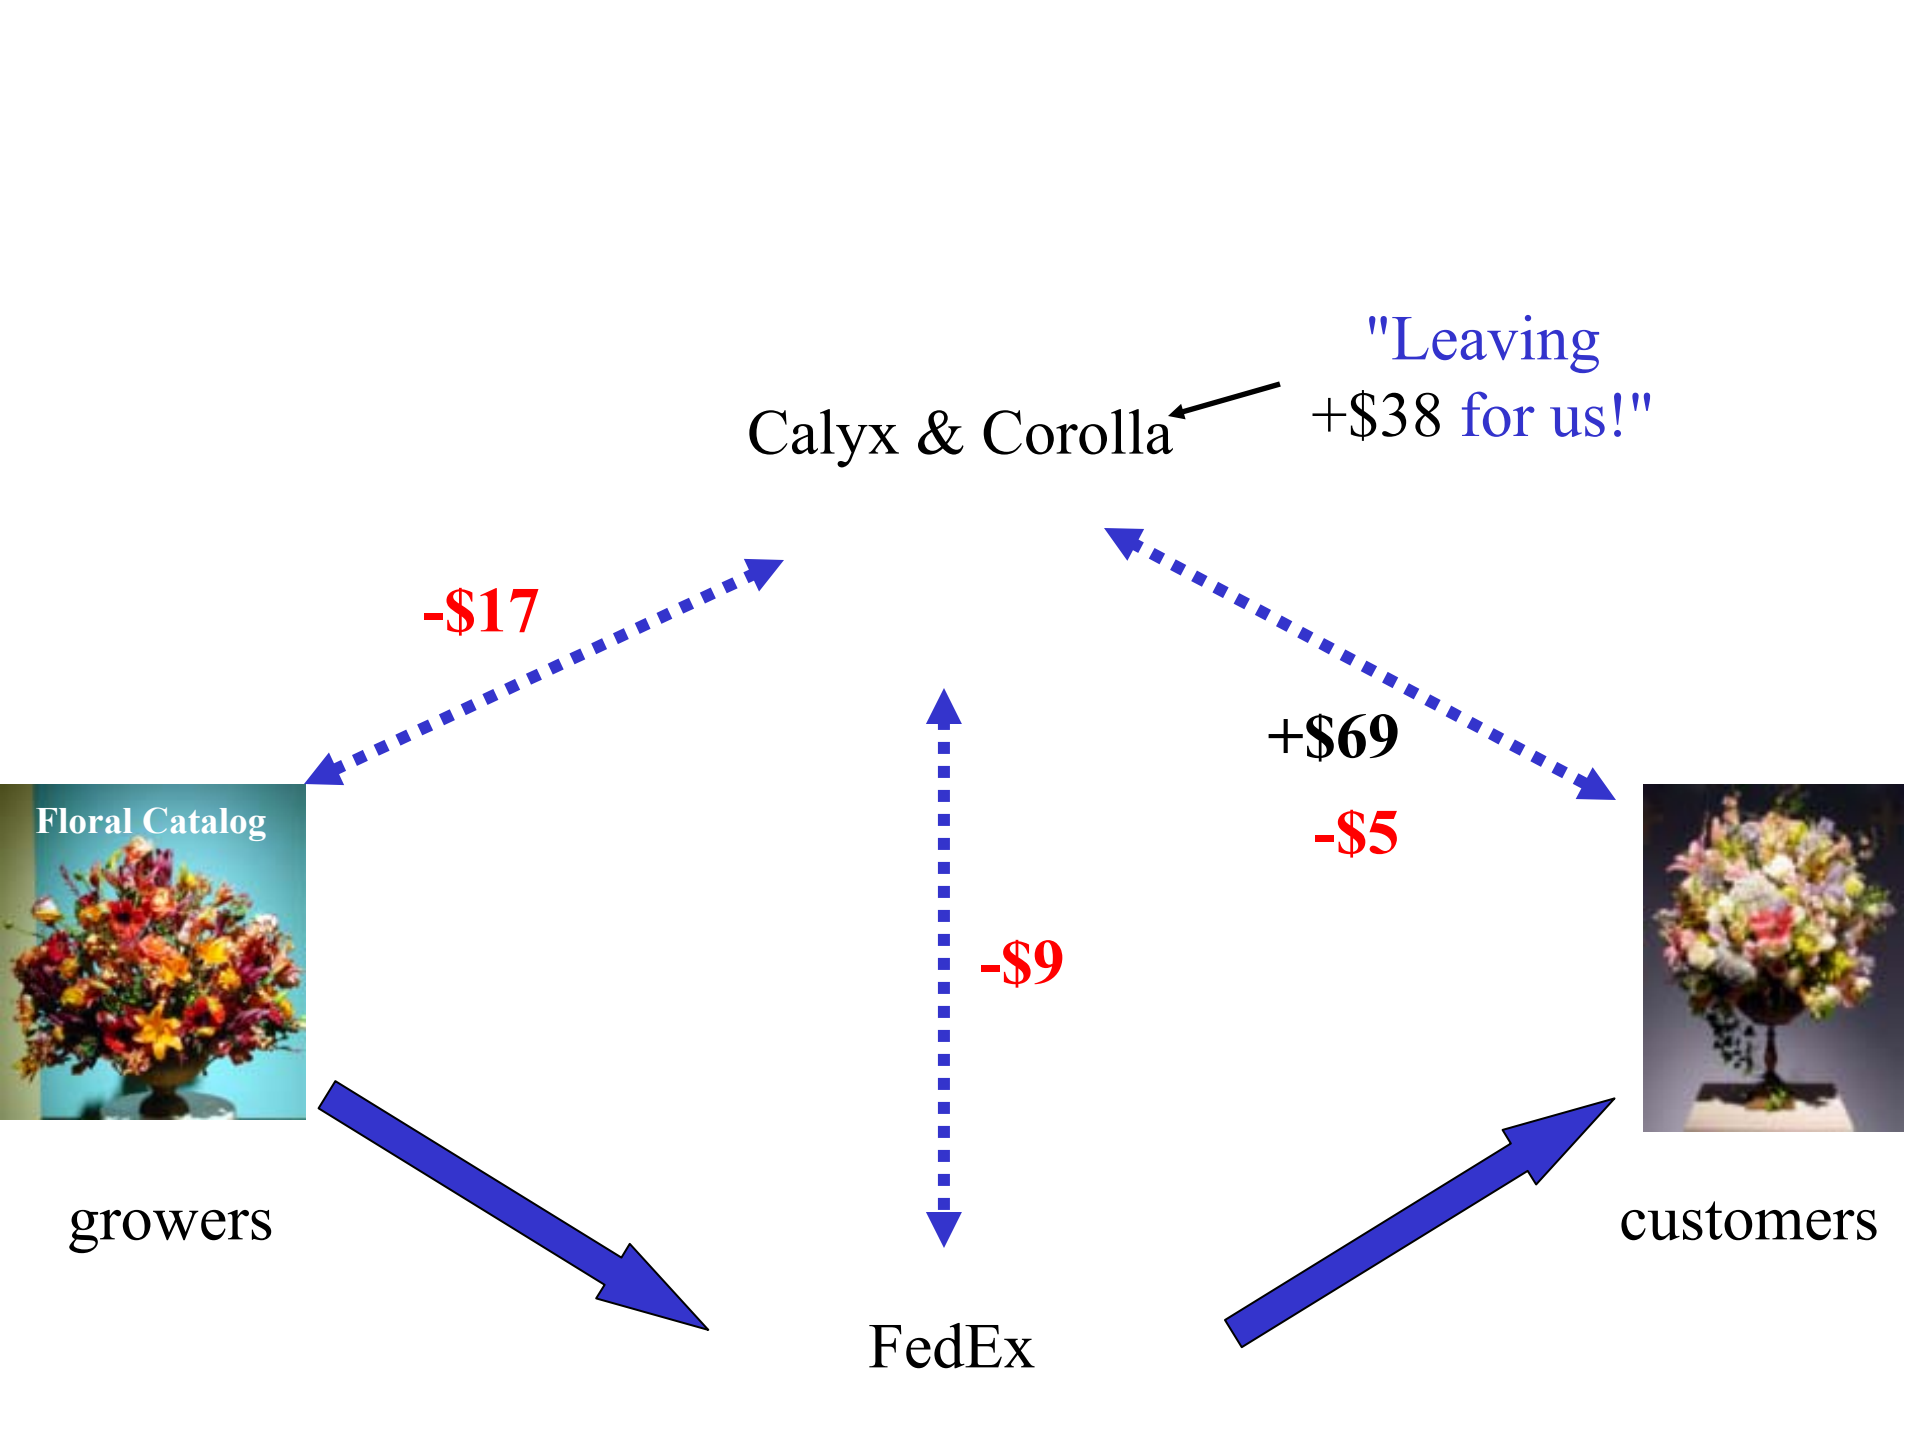 "Leaving
+$38 for us!"
Calyx & Corolla
-$17
+$69
-$5
-$9
Floral Catalog
growers
customers
FedEx